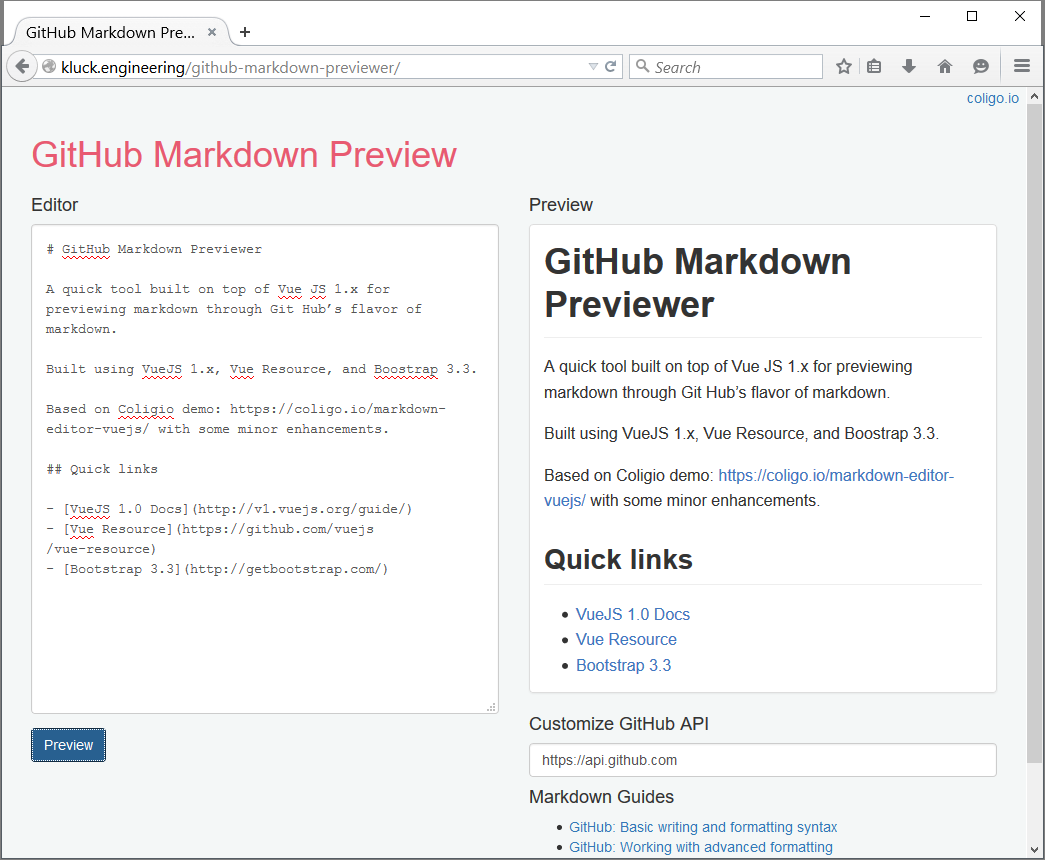 GitHub Markdown Pre...
kluck.engineering/github-markdown-previewer/
Search
coligo.io
GitHub Markdown Preview
Editor
# GitHub Markdown Previewer
A quick tool built on top of Vue JS 1.x for
previewing markdown through Git Hub’s flavor of
markdown.
Built using VueJS 1.x, Vue Resource, and Boostrap 3.3.
Based on Coligio demo: https://coligo.io/markdown-
editor-vuejs/ with some minor enhancements.
## Quick links
- [VueJS 1.0 Docs](http://v1.vuejs.org/guide/)
- [Vue Resource](https://github.com/vuejs
/vue-resource)
- [Bootstrap 3.3](http://getbootstrap.com/)
Preview
Preview
GitHub Markdown
Previewer
A quick tool built on top of Vue JS 1.x for previewing
markdown through Git Hub’s flavor of markdown.
Built using VueJS 1.x, Vue Resource, and Boostrap 3.3.
Based on Coligio demo: https://coligo.io/markdown-editor-
vuejs/ with some minor enhancements.
Quick links
VueJS 1.0 Docs
Vue Resource
Bootstrap 3.3
Customize GitHub API
https://api.github.com
Markdown Guides
GitHub: Basic writing and formatting syntax
GitHub: Working with advanced formatting